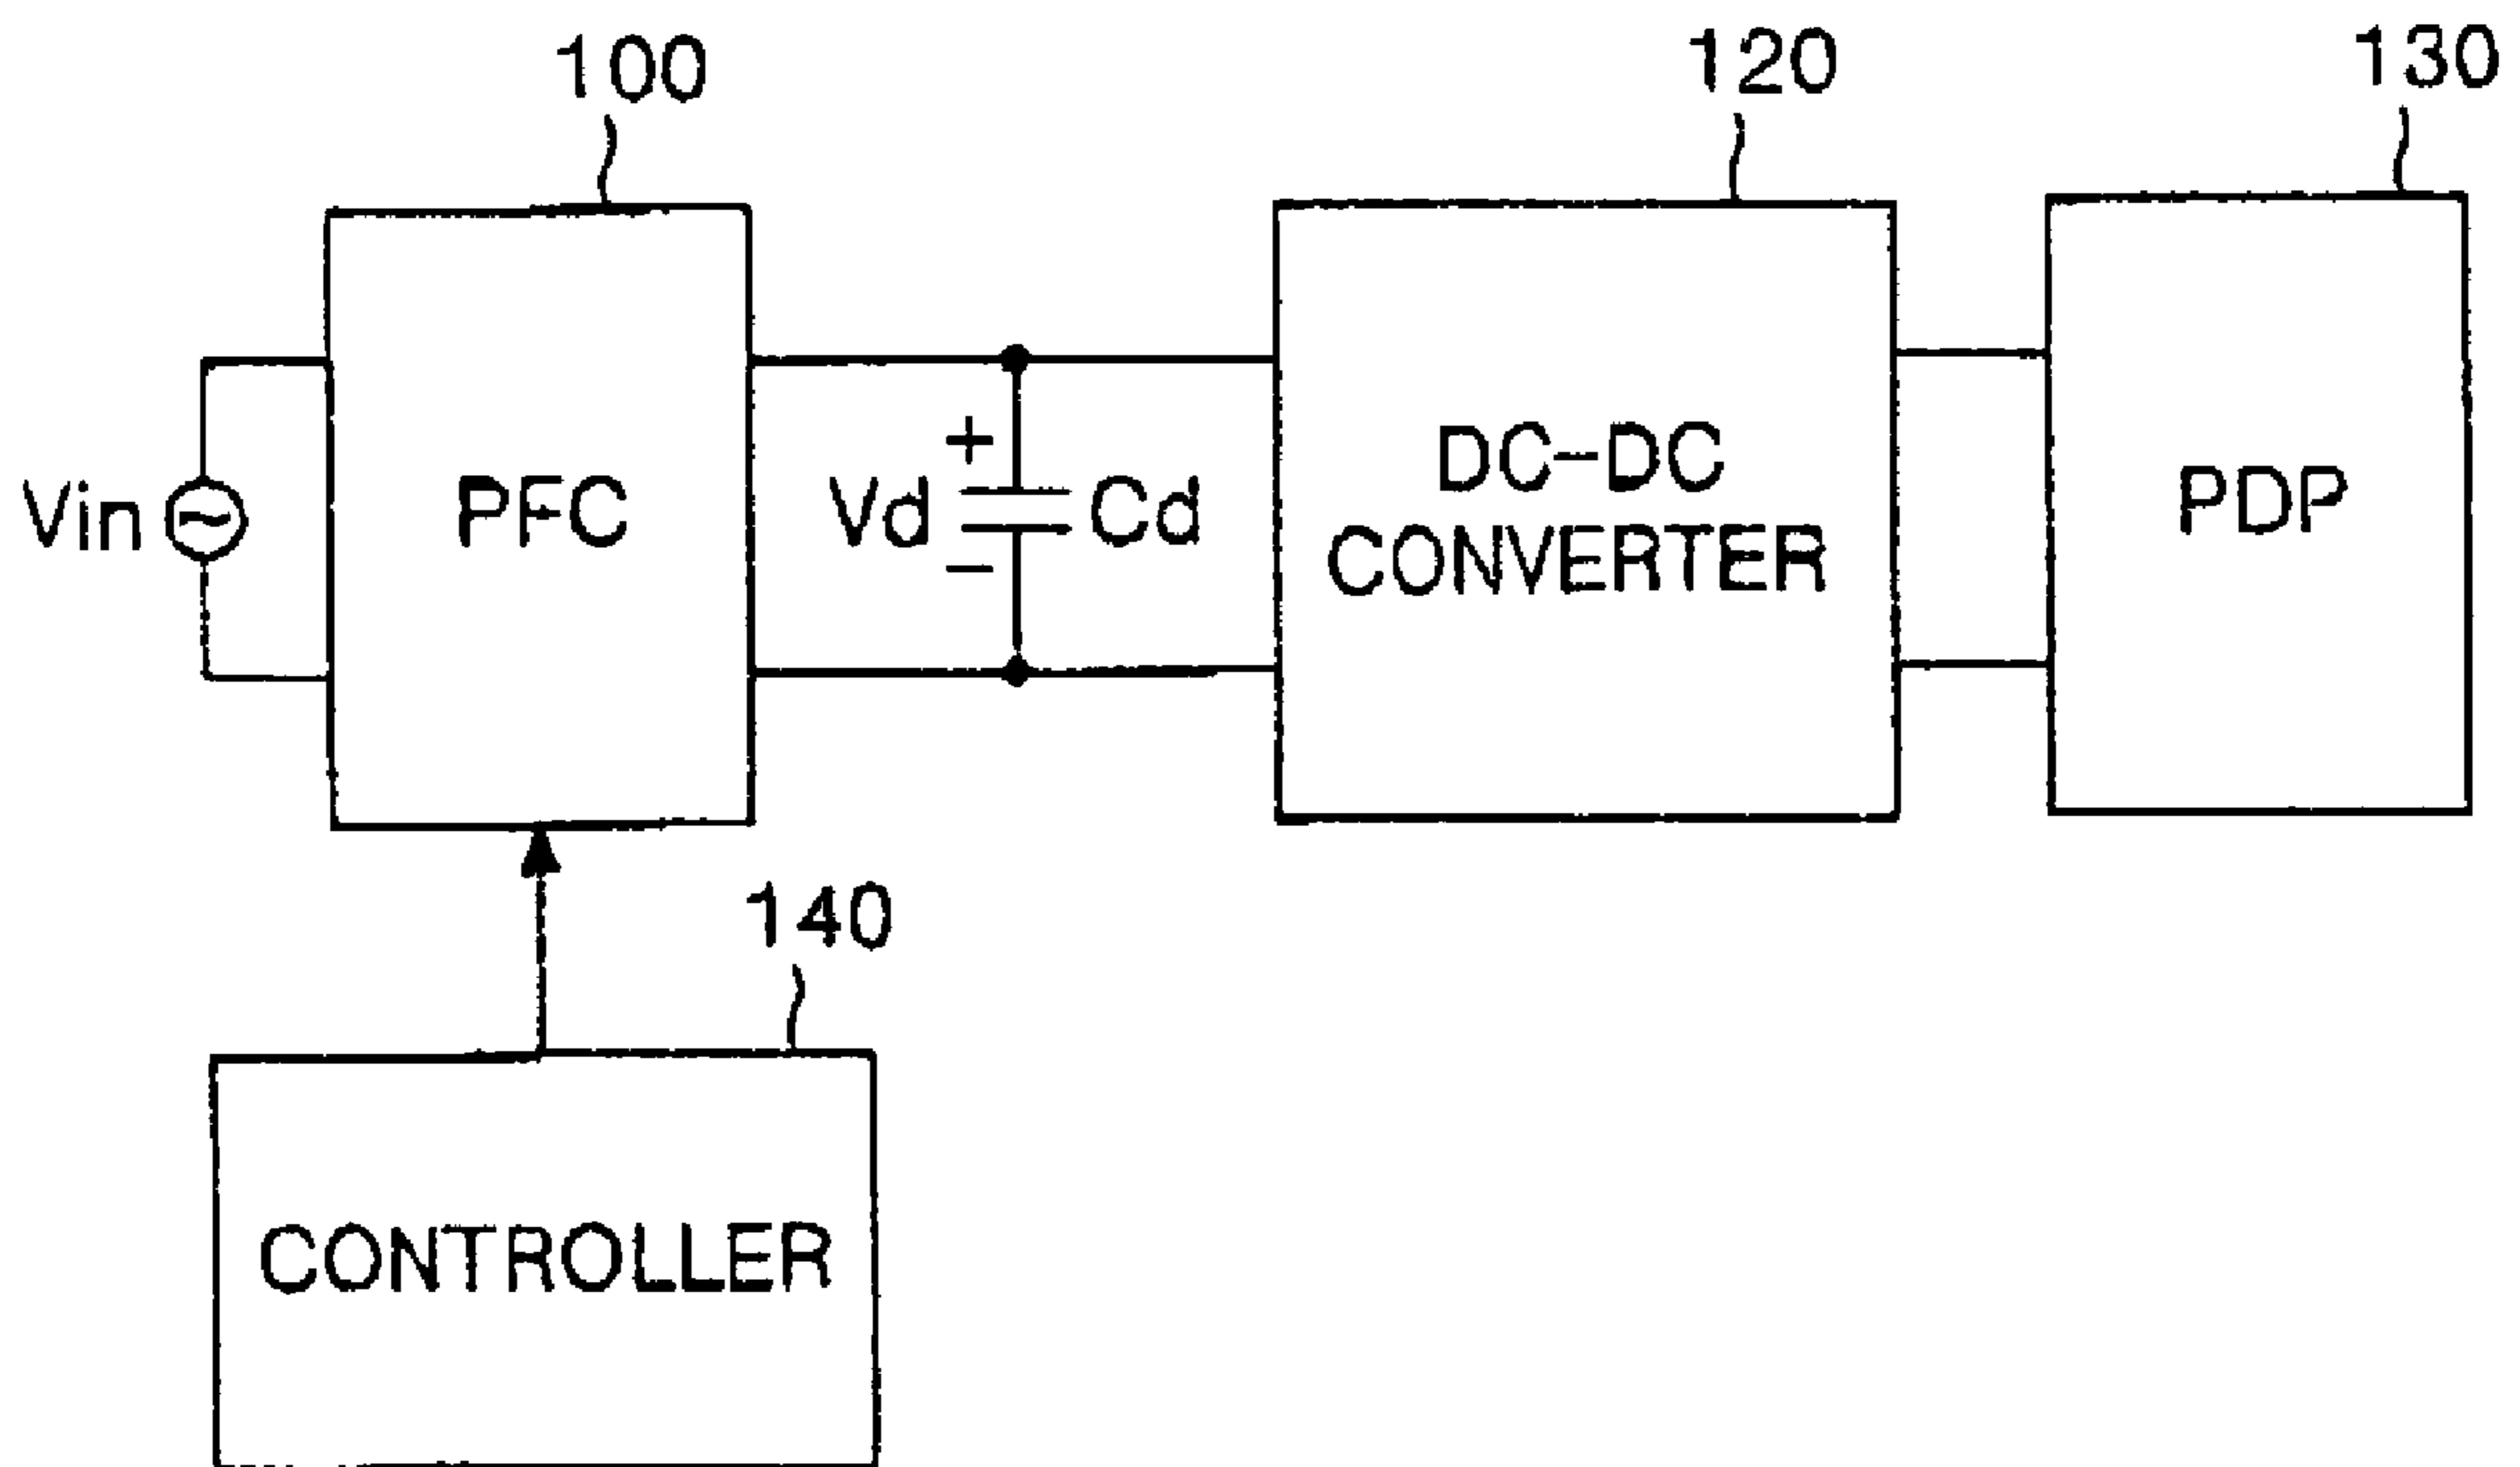 100
120
130
Vin
PFC
+
Vd
Cd
−
DC-DC
CONVERTER
PDP
140
CONTROLLER